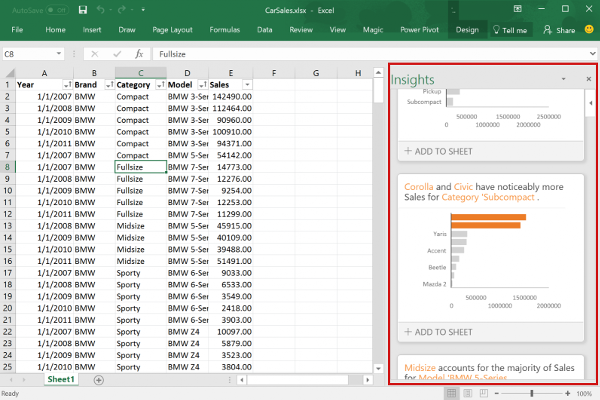 AutoSave Off
CarSales.xlsx - Excel
File Home Insert Draw Page Layout Formulas Data Review View Magic Power Pivot Design Tell me Share
C8 fx Fullsize
A B C D E F G H
1 Year Brand Category Model Sales
2 1/1/2007 BMW Compact BMW 3-Ser 142490.00
3 1/1/2008 BMW Compact BMW 3-Ser 112464.00
4 1/1/2009 BMW Compact BMW 3-Ser 90960.00
5 1/1/2010 BMW Compact BMW 3-Ser 100910.00
6 1/1/2011 BMW Compact BMW 3-Ser 94371.00
7 1/1/2007 BMW Compact BMW 5-Ser 54142.00
8 1/1/2007 BMW Fullsize BMW 7-Ser 14773.00
9 1/1/2008 BMW Fullsize BMW 7-Ser 12276.00
10 1/1/2009 BMW Fullsize BMW 7-Ser 9254.00
11 1/1/2010 BMW Fullsize BMW 7-Ser 12253.00
12 1/1/2011 BMW Fullsize BMW 7-Ser 11299.00
13 1/1/2008 BMW Midsize BMW 5-Ser 45915.00
14 1/1/2009 BMW Midsize BMW 5-Ser 40109.00
15 1/1/2010 BMW Midsize BMW 5-Ser 39488.00
16 1/1/2011 BMW Midsize BMW 5-Ser 51491.00
17 1/1/2007 BMW Sporty BMW 5-Ser 9033.00
18 1/1/2008 BMW Sporty BMW 5-Ser 6533.00
19 1/1/2009 BMW Sporty BMW 5-Ser 3549.00
20 1/1/2010 BMW Sporty BMW 5-Ser 2418.00
21 1/1/2011 BMW Sporty BMW 5-Ser 3903.00
22 1/1/2007 BMW Sporty BMW Z4 10097.00
23 1/1/2008 BMW Sporty BMW Z4 5879.00
24 1/1/2009 BMW Sporty BMW Z4 3523.00
25 1/1/2010 BMW Sporty BMW Z4 3804.00
Sheet1
Ready
100%
Insights
Pickup
Subcompact
500000 1500000 2500000
0 1000000 2000000
+ ADD TO SHEET
Corolla and Civic have noticeably more
Sales for Category 'Subcompact .
Yaris
Accent
Beetle
Mazda 2
500000 1500000
0 1000000 2000000
+ ADD TO SHEET
Midsize accounts for the majority of Sales
for Model 'BMW 5-Series